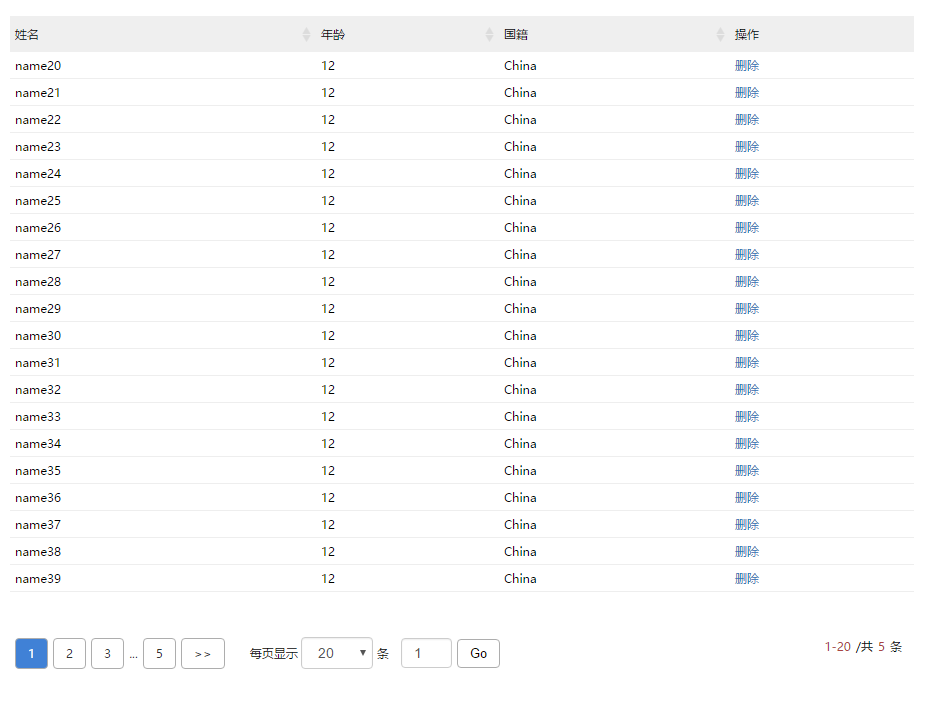 姓名 年龄 国籍 操作
name20 12 China 删除
name21 12 China 删除
name22 12 China 删除
name23 12 China 删除
name24 12 China 删除
name25 12 China 删除
name26 12 China 删除
name27 12 China 删除
name28 12 China 删除
name29 12 China 删除
name30 12 China 删除
name31 12 China 删除
name32 12 China 删除
name33 12 China 删除
name34 12 China 删除
name35 12 China 删除
name36 12 China 删除
name37 12 China 删除
name38 12 China 删除
name39 12 China 删除
1 2 3 ... 5 >> 每页显示 20 条 1 Go 1-20 /共 5 条